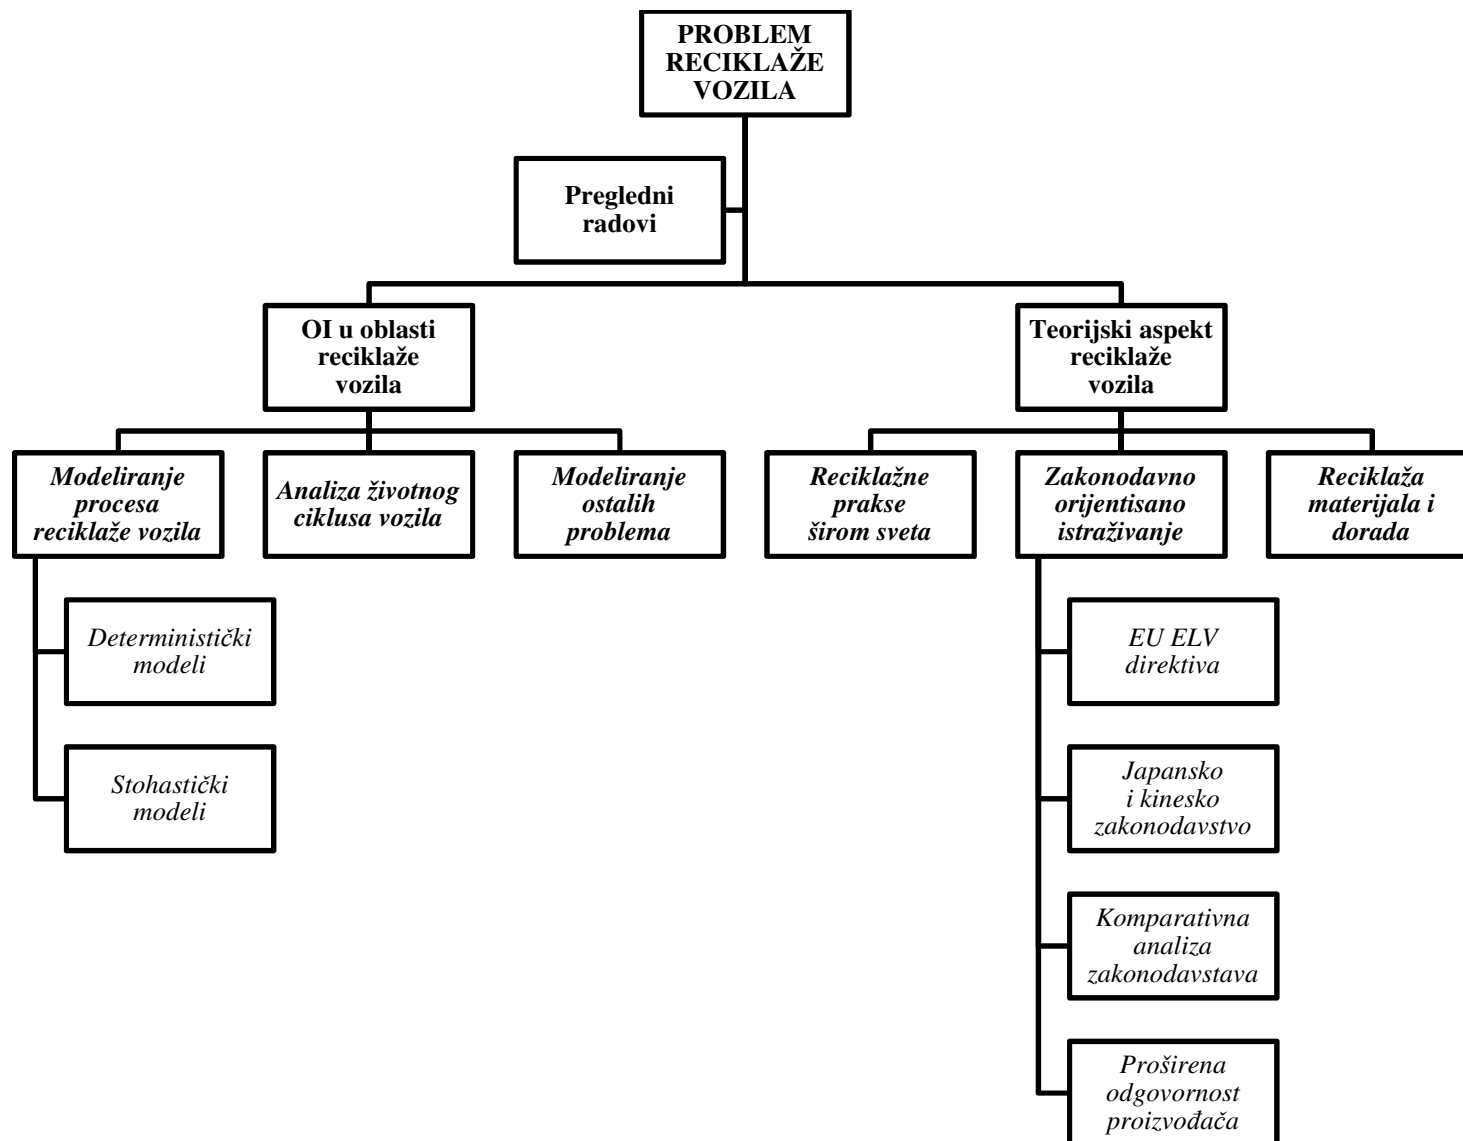 PROBLEM
RECIKLAŽE
VOZILA
Pregledni
radovi
OI u oblasti
reciklaže
vozila
Teorijski aspekt
reciklaže
vozila
Modeliranje
procesa
reciklaže vozila
Analiza životnog
ciklusa vozila
Modeliranje
ostalih
problema
Reciklažne
prakse
širom sveta
Zakonodavno
orijentisano
istraživanje
Reciklaža
materijala i
dorada
Deterministički
modeli
Stohastički
modeli
EU ELV
direktiva
Japansko
i kinesko
zakonodavstvo
Komparativna
analiza
zakonodavstava
Proširena
odgovornost
proizvođača